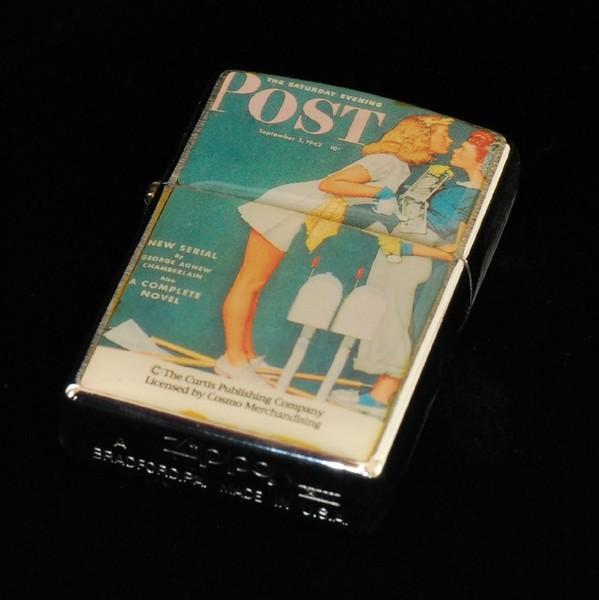 THE SATURDAY EVENING
POST
September 5, 1942 10¢
NEW SERIAL
By
GEORGE AGNEW
CHAMBERLAIN
Also
A COMPLETE
NOVEL
© The Curtis Publishing Company
Licensed by Cosmo Merchandising
A Zippo
BRADFORD, PA. MADE IN U.S.A.